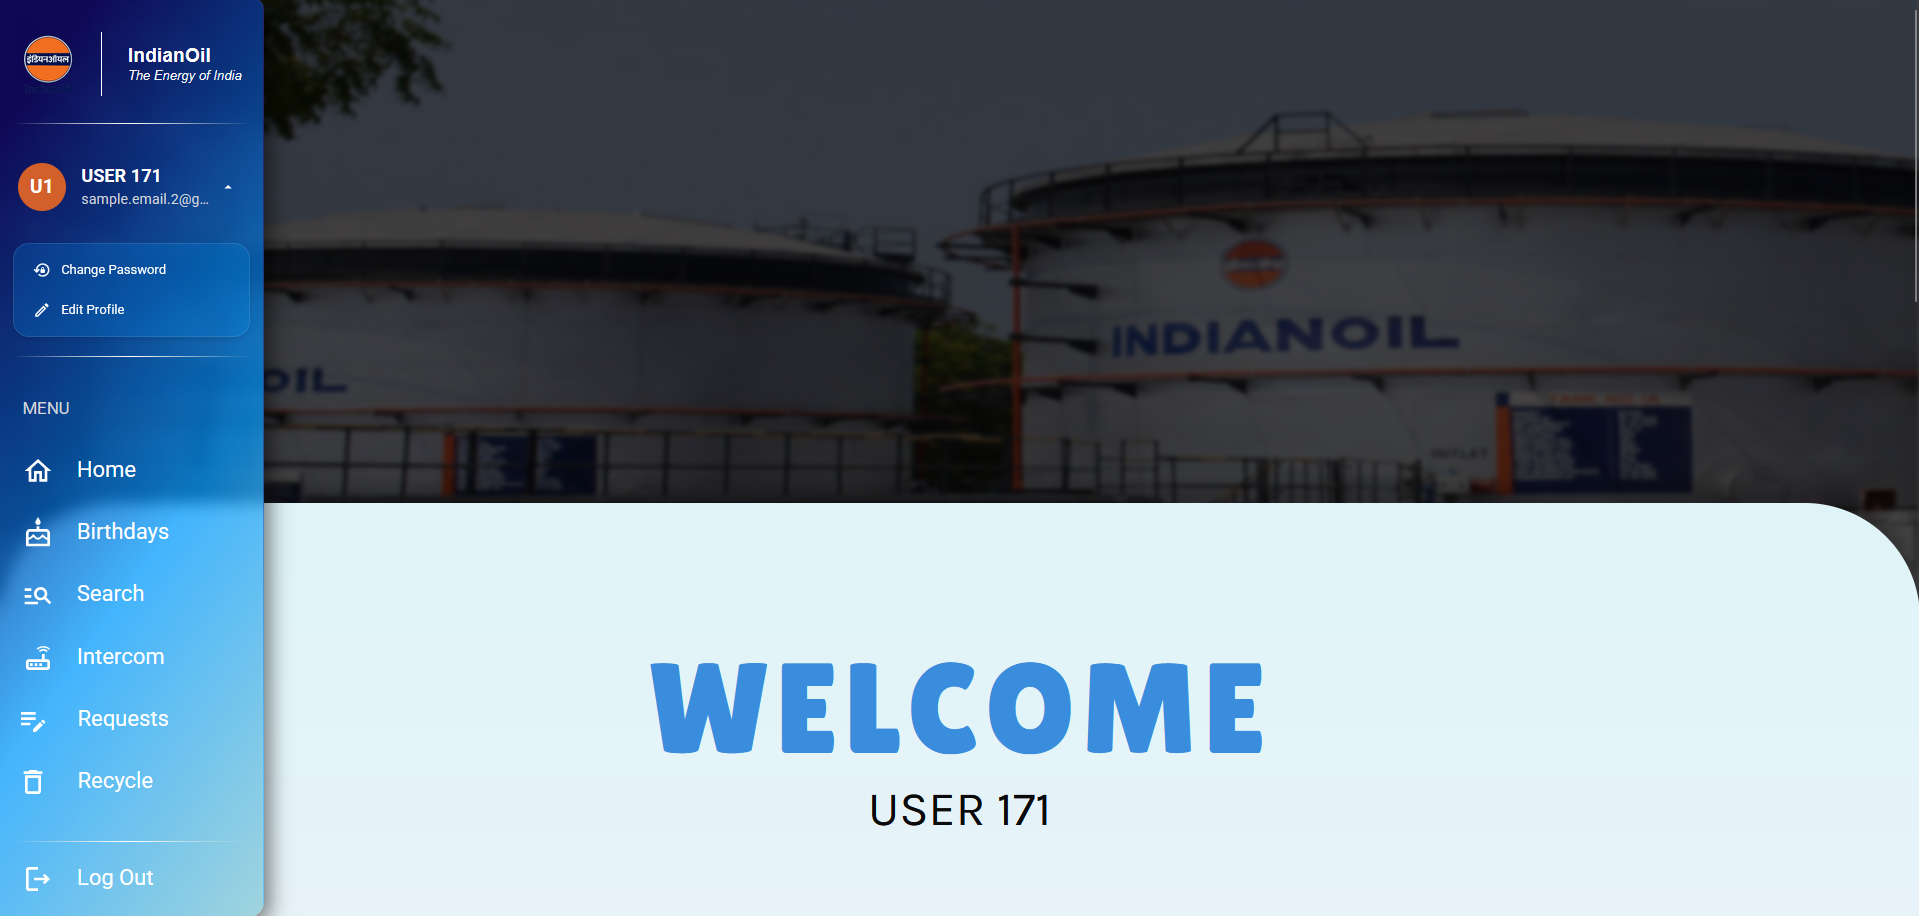 इंडियनऑयल
IndianOil
The Energy of India
U1
USER 171
sample.email.2@g...
Change Password
Edit Profile
MENU
Home
Birthdays
Search
Intercom
Requests
Recycle
Log Out
OIL
INDIANOIL
OUTLET
WELCOME
USER 171